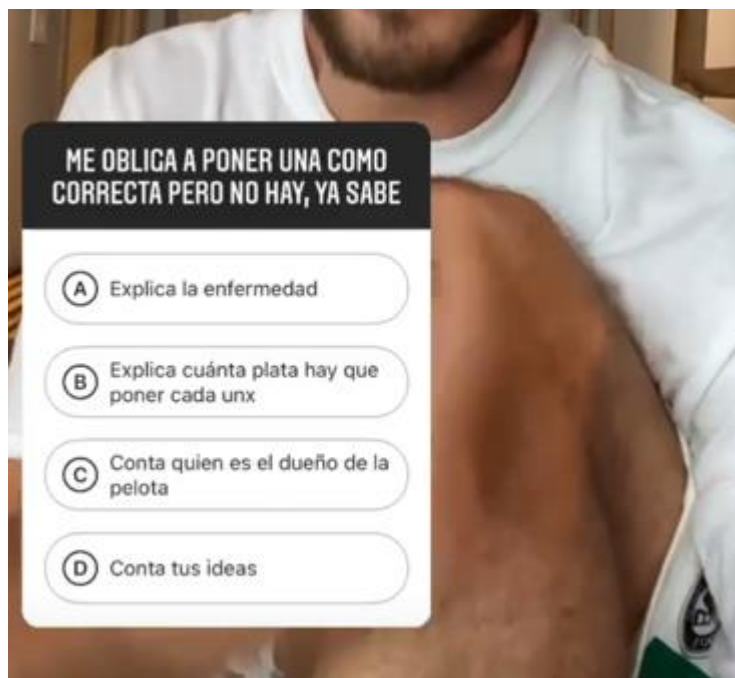 ME OBLIGA A PONER UNA COMO
CORRECTA PERO NO HAY, YA SABE
A Explica la enfermedad
B Explica cuánta plata hay que
poner cada unx
C Conta quien es el dueño de la
pelota
D Conta tus ideas